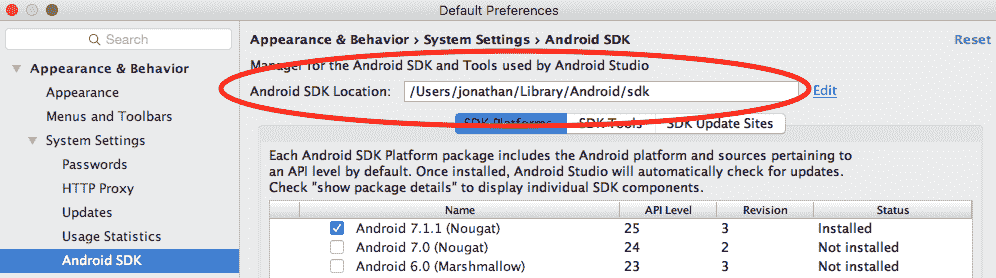 Default Preferences
Search
Appearance & Behavior
Appearance
Menus and Toolbars
System Settings
Passwords
HTTP Proxy
Updates
Usage Statistics
Android SDK
Appearance & Behavior › System Settings › Android SDK
Reset
Manager for the Android SDK and Tools used by Android Studio
Android SDK Location: /Users/jonathan/Library/Android/sdk Edit
SDK Platforms SDK Tools SDK Update Sites
Each Android SDK Platform package includes the Android platform and sources pertaining to
an API level by default. Once installed, Android Studio will automatically check for updates.
Check "show package details" to display individual SDK components.
Name API Level Revision Status
Android 7.1.1 (Nougat) 25 3 Installed
Android 7.0 (Nougat) 24 2 Not installed
Android 6.0 (Marshmallow) 23 3 Not installed